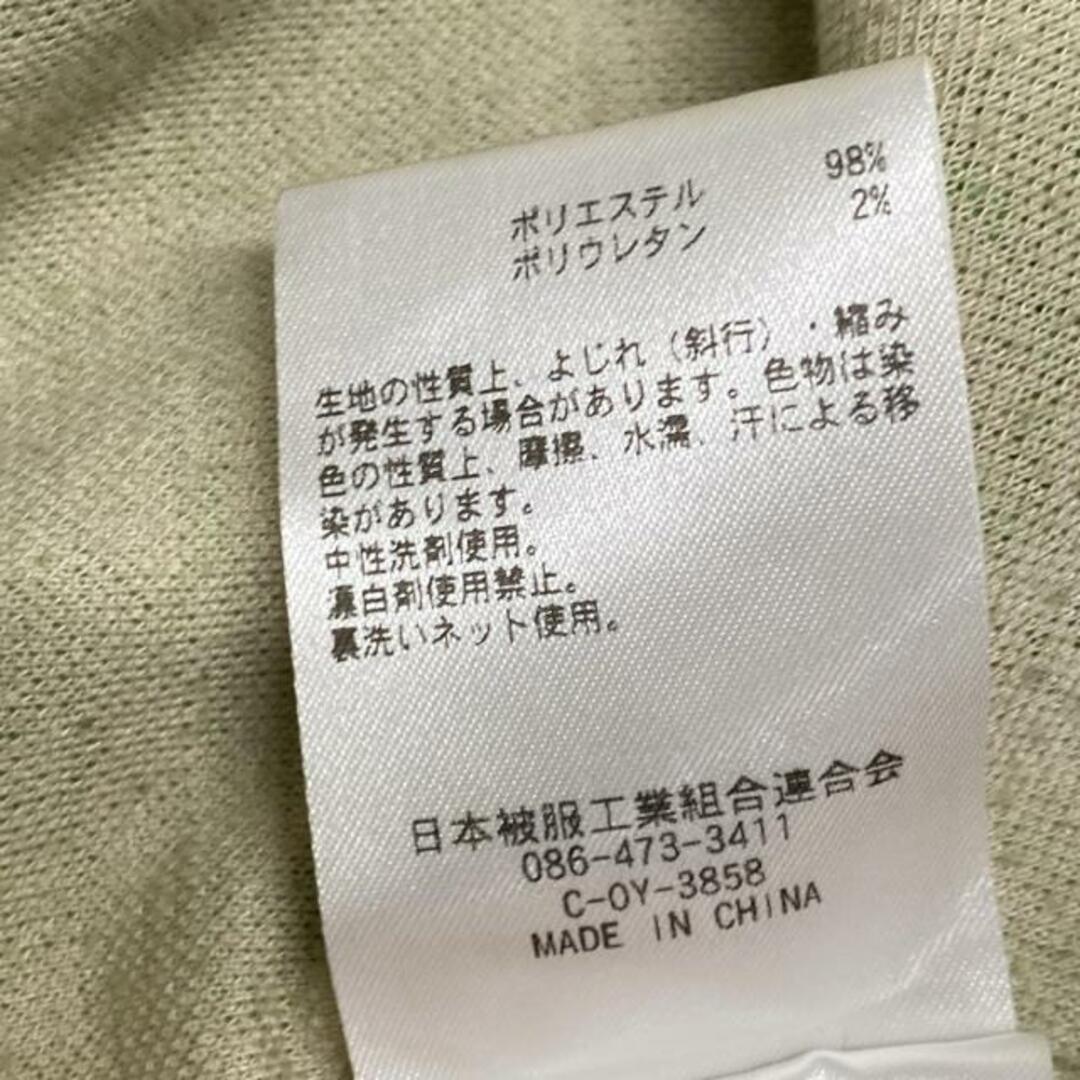 ポリエステル 98%
ポリウレタン 2%
生地の性質上、よじれ(斜行)・縮み
が発生する場合があります。色物は染
色の性質上、摩擦、水濡、汗による移
染があります。
中性洗剤使用。
漂白剤使用禁止。
裏洗いネット使用。
日本被服工業組合連合会
086-473-3411
C-OY-3858
MADE IN CHINA